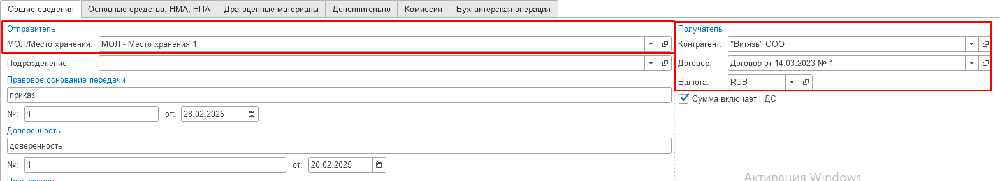 Общие сведения Основные средства, НМА, НПА Драгоценные материалы Дополнительно Комиссия Бухгалтерская операция
Отправитель
МОЛ/Место хранения: МОЛ - Место хранения 1
Подразделение:
Правовое основание передачи
приказ
№: 1 от: 28.02.2025
Доверенность
доверенность
№: 1 от: 20.02.2025
Приложения
Получатель
Контрагент: "Витязь" ООО
Договор: Договор от 14.03.2023 № 1
Валюта: RUB
Сумма включает НДС
Активация Windows